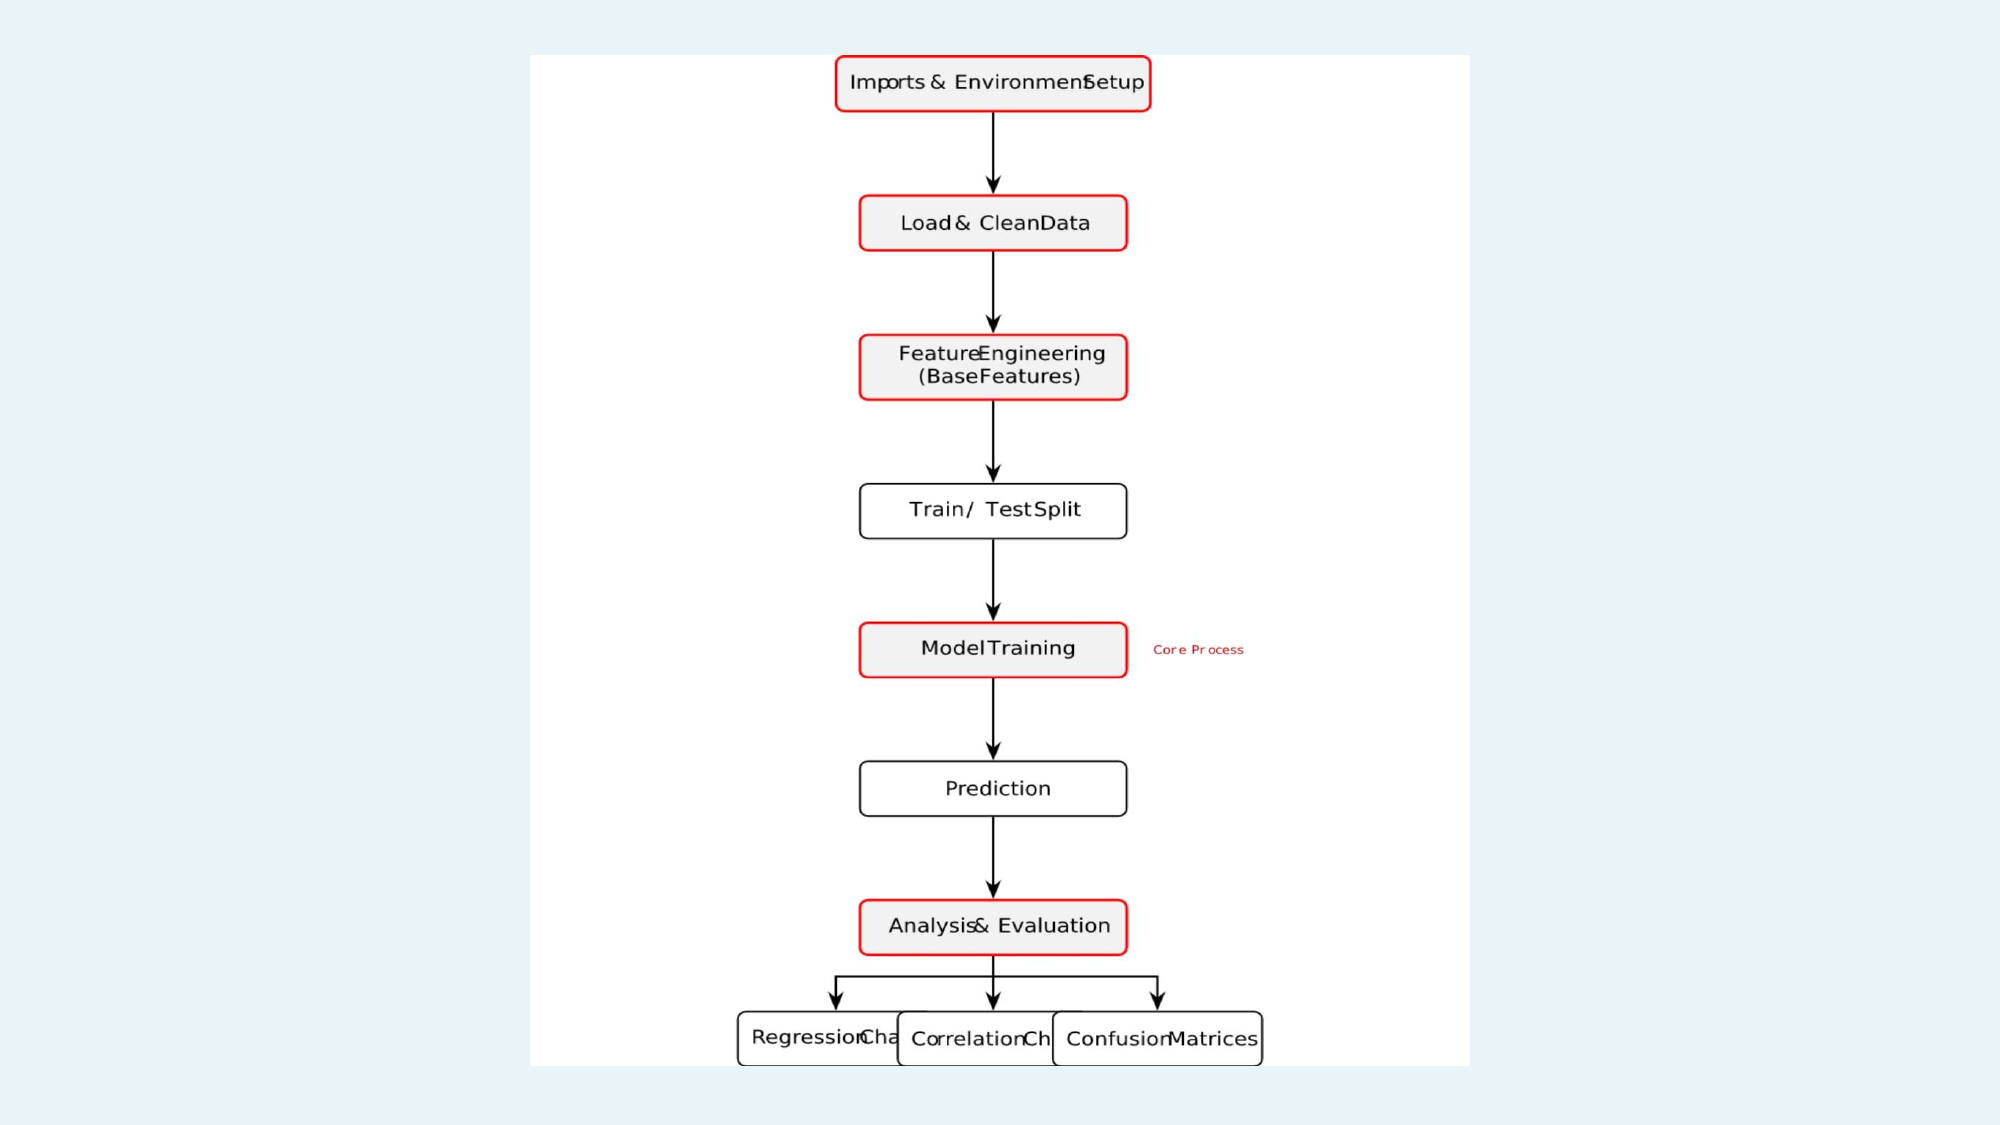 Imports & Environment Setup
Load & Clean Data
Feature Engineering
(Base Features)
Train / Test Split
Model Training
Core Process
Prediction
Analysis & Evaluation
Regression Correlation Confusion Matrices